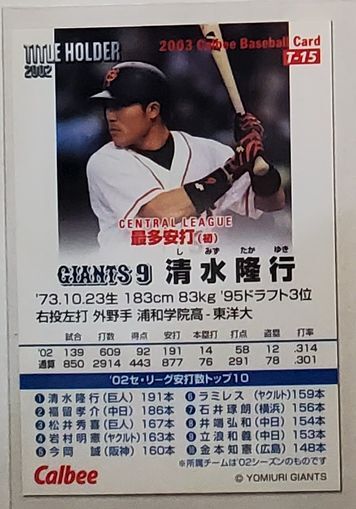 TITLE HOLDER
2002
2003 Calbee Baseball Card
T-15
CENTRAL LEAGUE
最多安打(初)
し みず たか ゆき
GIANTS 9 清水隆行
'73.10.23生 183cm 83kg '95ドラフト3位
右投左打 外野手 浦和学院高-東洋大
試合 打数 得点 安打 本塁打 打点 盗塁 打率
'02 139 609 92 191 14 58 12 .314
通算 850 2914 443 877 76 291 78 .301
'02セ・リーグ安打数トップ10
① 清水隆行(巨人) 191本
② 福留孝介(中日) 186本
③ 松井秀喜(巨人) 167本
④ 岩村明憲(ヤクルト) 163本
⑤ 今岡 誠(阪神) 160本
⑥ ラミレス(ヤクルト) 159本
⑦ 石井琢朗(横浜) 156本
⑧ 井端弘和(中日) 154本
⑨ 立浪和義(中日) 153本
⑩ 金本知憲(広島) 148本
※所属チームは'02シーズンのものです
Calbee
© YOMIURI GIANTS